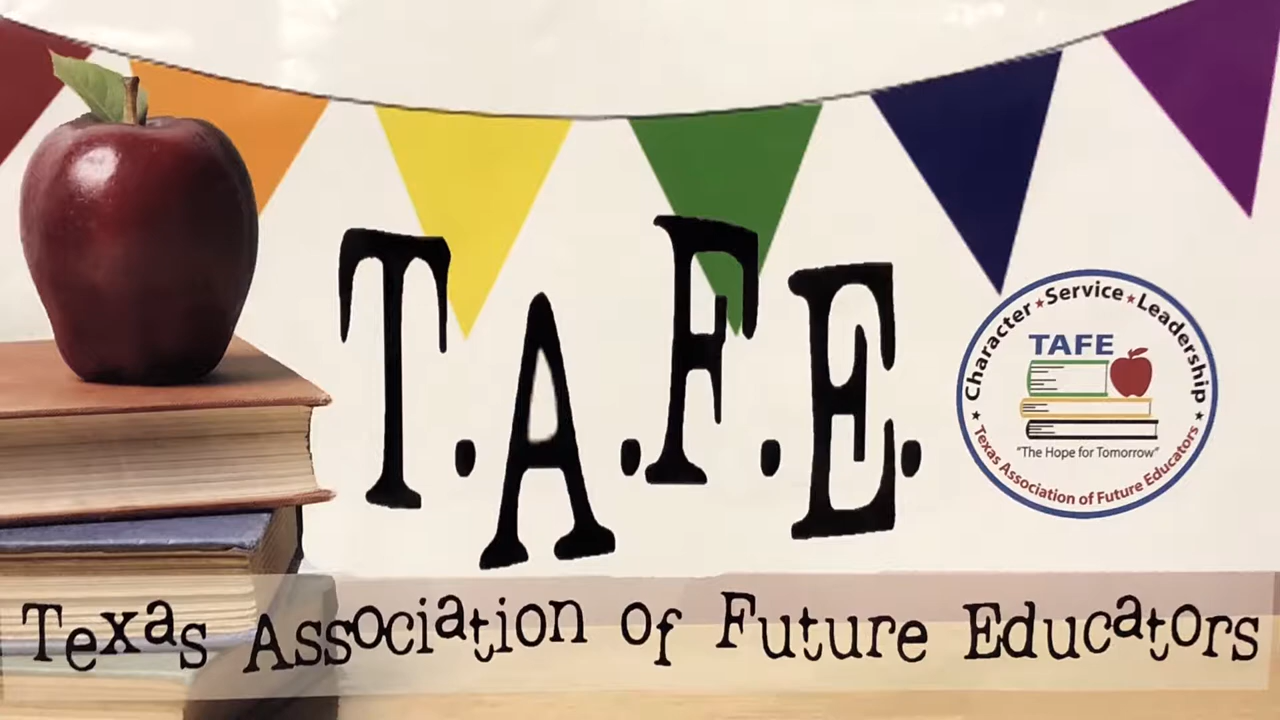 T.A.F.E.
Character★Service★Leadership
TAFE
"The Hope for Tomorrow"
★ Texas Association of Future Educators ★
Texas Association of Future Educators